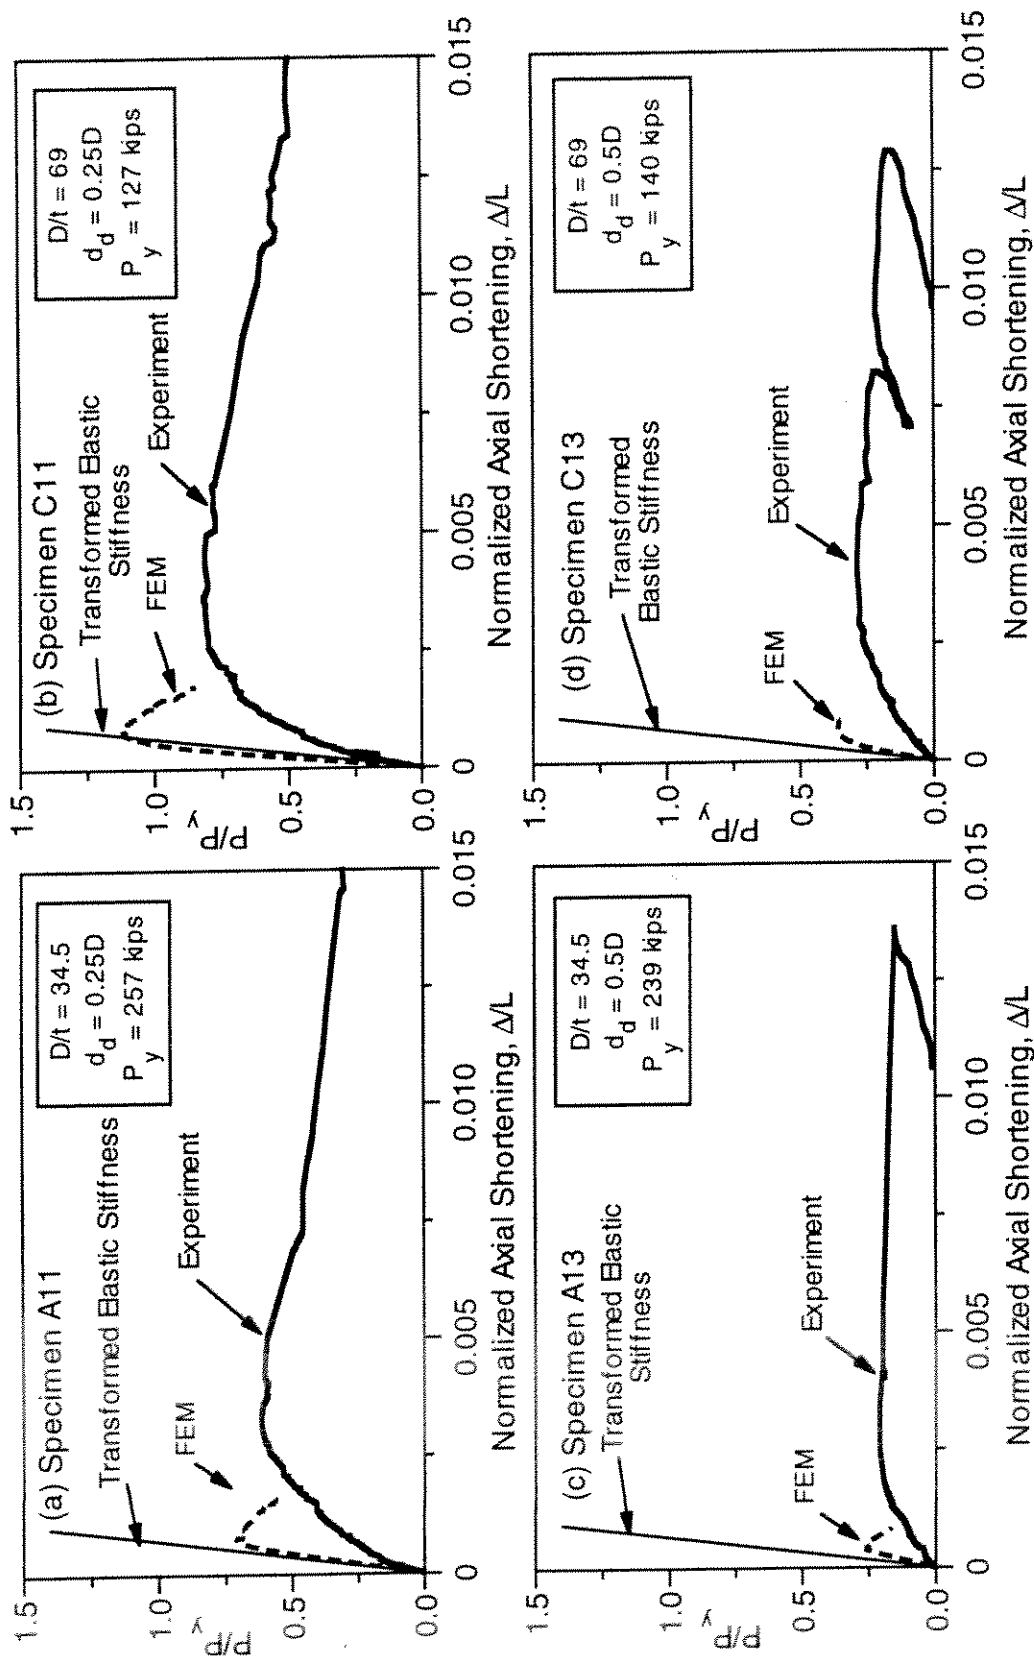 (a) Specimen A11
Transformed Bastic Stiffness
FEM
Experiment
D/t = 34.5
d_d = 0.25D
P_y = 257 kips
1.5
1.0
0.5
0.0
P/P_y
0
0.005
0.010
0.015
Normalized Axial Shortening, Δ/L
(b) Specimen C11
Transformed Bastic
Stiffness
FEM
Experiment
D/t = 69
d_d = 0.25D
P_y = 127 kips
1.5
1.0
0.5
0.0
P/P_y
0
0.005
0.010
0.015
Normalized Axial Shortening, Δ/L
(c) Specimen A13
Transformed Bastic
Stiffness
FEM
Experiment
D/t = 34.5
d_d = 0.5D
P_y = 239 kips
1.5
1.0
0.5
0.0
P/P_y
0
0.005
0.010
0.015
Normalized Axial Shortening, Δ/L
(d) Specimen C13
Transformed
Bastic Stiffness
FEM
Experiment
D/t = 69
d_d = 0.5D
P_y = 140 kips
1.5
1.0
0.5
0.0
P/P_y
0
0.005
0.010
0.015
Normalized Axial Shortening, Δ/L